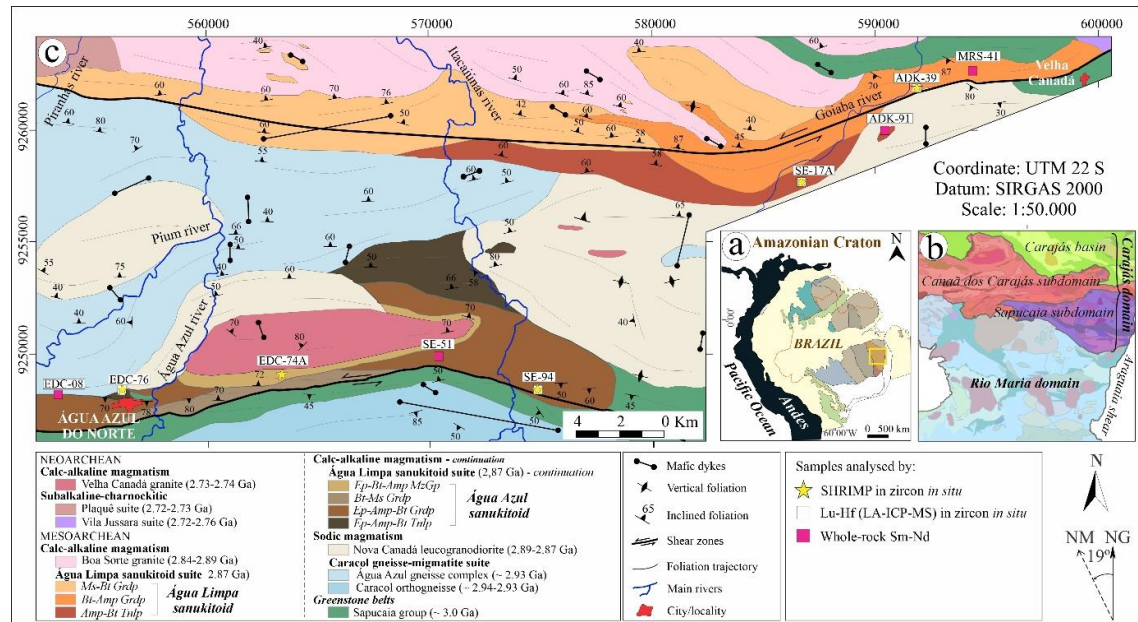 560000
570000
580000
590000
600000
c
Piranhas river
Itacaiúnas river
Goiaba river
Pium river
Água Azul river
9260000
9255000
9250000
MRS-41
ADK-39
Velha
Canadá
ADK-91
SE-17A
EDC-74A
SE-51
SE-94
EDC-08
EDC-76
ÁGUA AZUL
DO NORTE
4 0 4 Km
Coordinate: UTM 22 S
Datum: SIRGAS 2000
Scale: 1:50.000
a
Amazonian Craton
N
0°00'
BRAZIL
Pacific Ocean
Andes
60°00'W
0 500 km
b
Carajás basin
Canaã dos Carajás subdomain
Sapucaia subdomain
Carajás domain
Rio Maria domain
Araguaia shear
NEOARCHEAN
Calc-alkaline magmatism
Velha Canadá granite (2.73-2.74 Ga)
Subalkaline-charnockitic
Plaquê suite (2.72-2.73 Ga)
Vila Jussara suite (2.72-2.76 Ga)
MESOARCHEAN
Calc-alkaline magmatism
Boa Sorte granite (2.84-2.89 Ga)
Água Limpa sanukitoid suite 2.87 Ga)
Ms-Bt Grdp
Bt-Amp Grdp
Amp-Bt Tnlp
Água Limpa
sanukitoid
Calc-alkaline magmatism - continuation
Água Limpa sanukitoid suite (2,87 Ga) - continuation
Ep-Bt-Amp MzGp
Bt-Ms Grdp
Ep-Amp-Bt Grdp
Ep-Amp-Bt Tnlp
Água Azul
sanukitoid
Sodic magmatism
Nova Canadá leucogranodiorite (2.89-2.87 Ga)
Caracol gneisse-migmatite suite
Água Azul gneisse complex (~ 2.93 Ga)
Caracol orthogneisse (~ 2.94-2.93 Ga)
Greenstone belts
Sapucaia group (~ 3.0 Ga)
Mafic dykes
Vertical foliation
65 Inclined foliation
Shear zones
Foliation trajectory
Main rivers
City/locality
Samples analysed by:
SHRIMP in zircon in situ
Lu-Hf (LA-ICP-MS) in zircon in situ
Whole-rock Sm-Nd
N
NM NG
19°